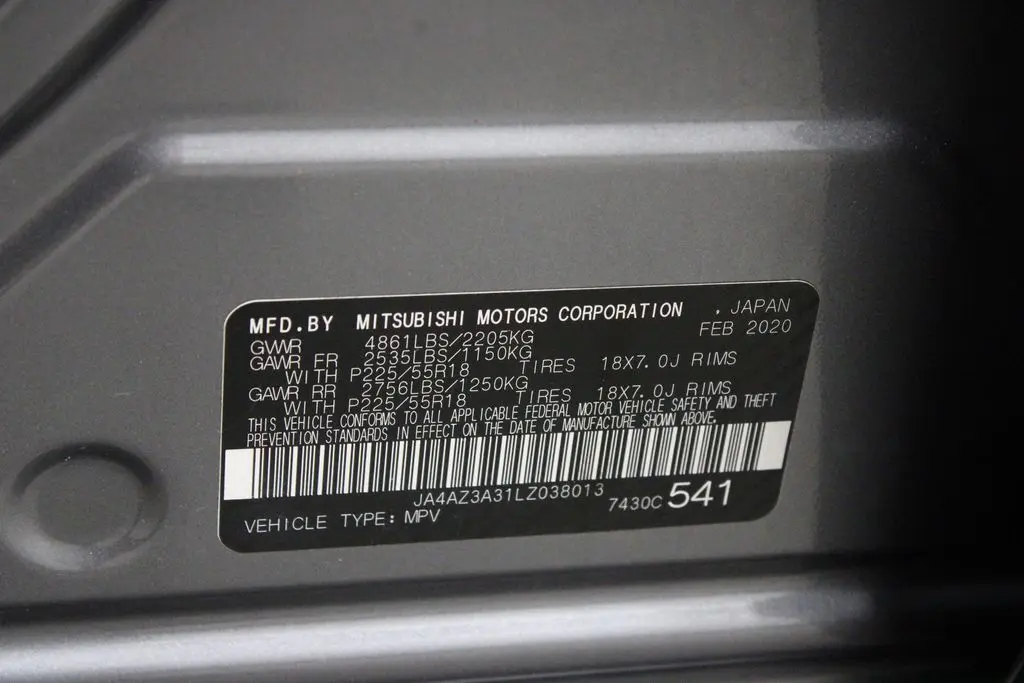 MFD.BY MITSUBISHI MOTORS CORPORATION , JAPAN
FEB 2020
GVWR 4861LBS/2205KG
GAWR FR 2535LBS/1150KG
WITH P225/55R18 TIRES 18X7.0J RIMS
GAWR RR 2756LBS/1250KG
WITH P225/55R18 TIRES 18X7.0J RIMS
THIS VEHICLE CONFORMS TO ALL APPLICABLE FEDERAL MOTOR VEHICLE SAFETY AND THEFT
PREVENTION STANDARDS IN EFFECT ON THE DATE OF MANUFACTURE SHOWN ABOVE.
JA4AZ3A31LZ038013
VEHICLE TYPE: MPV 7430C 541